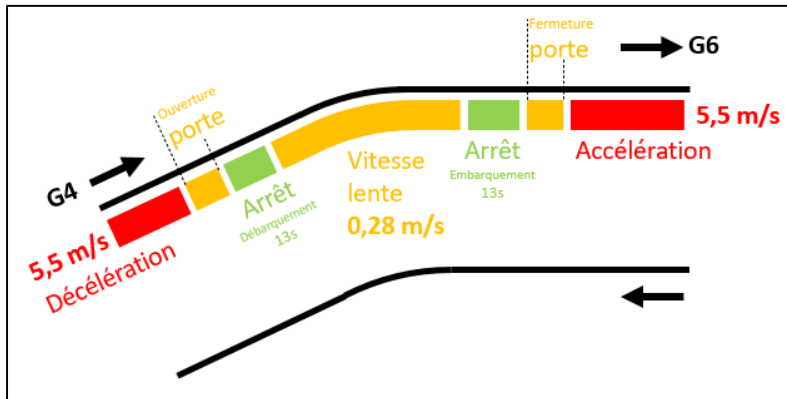 G4
5,5 m/s
Décélération
Ouverture
porte
Arrêt
Débarquement
13s
Vitesse
lente
0,28 m/s
Arrêt
Embarquement
13s
Fermeture
porte
G6
5,5 m/s
Accélération